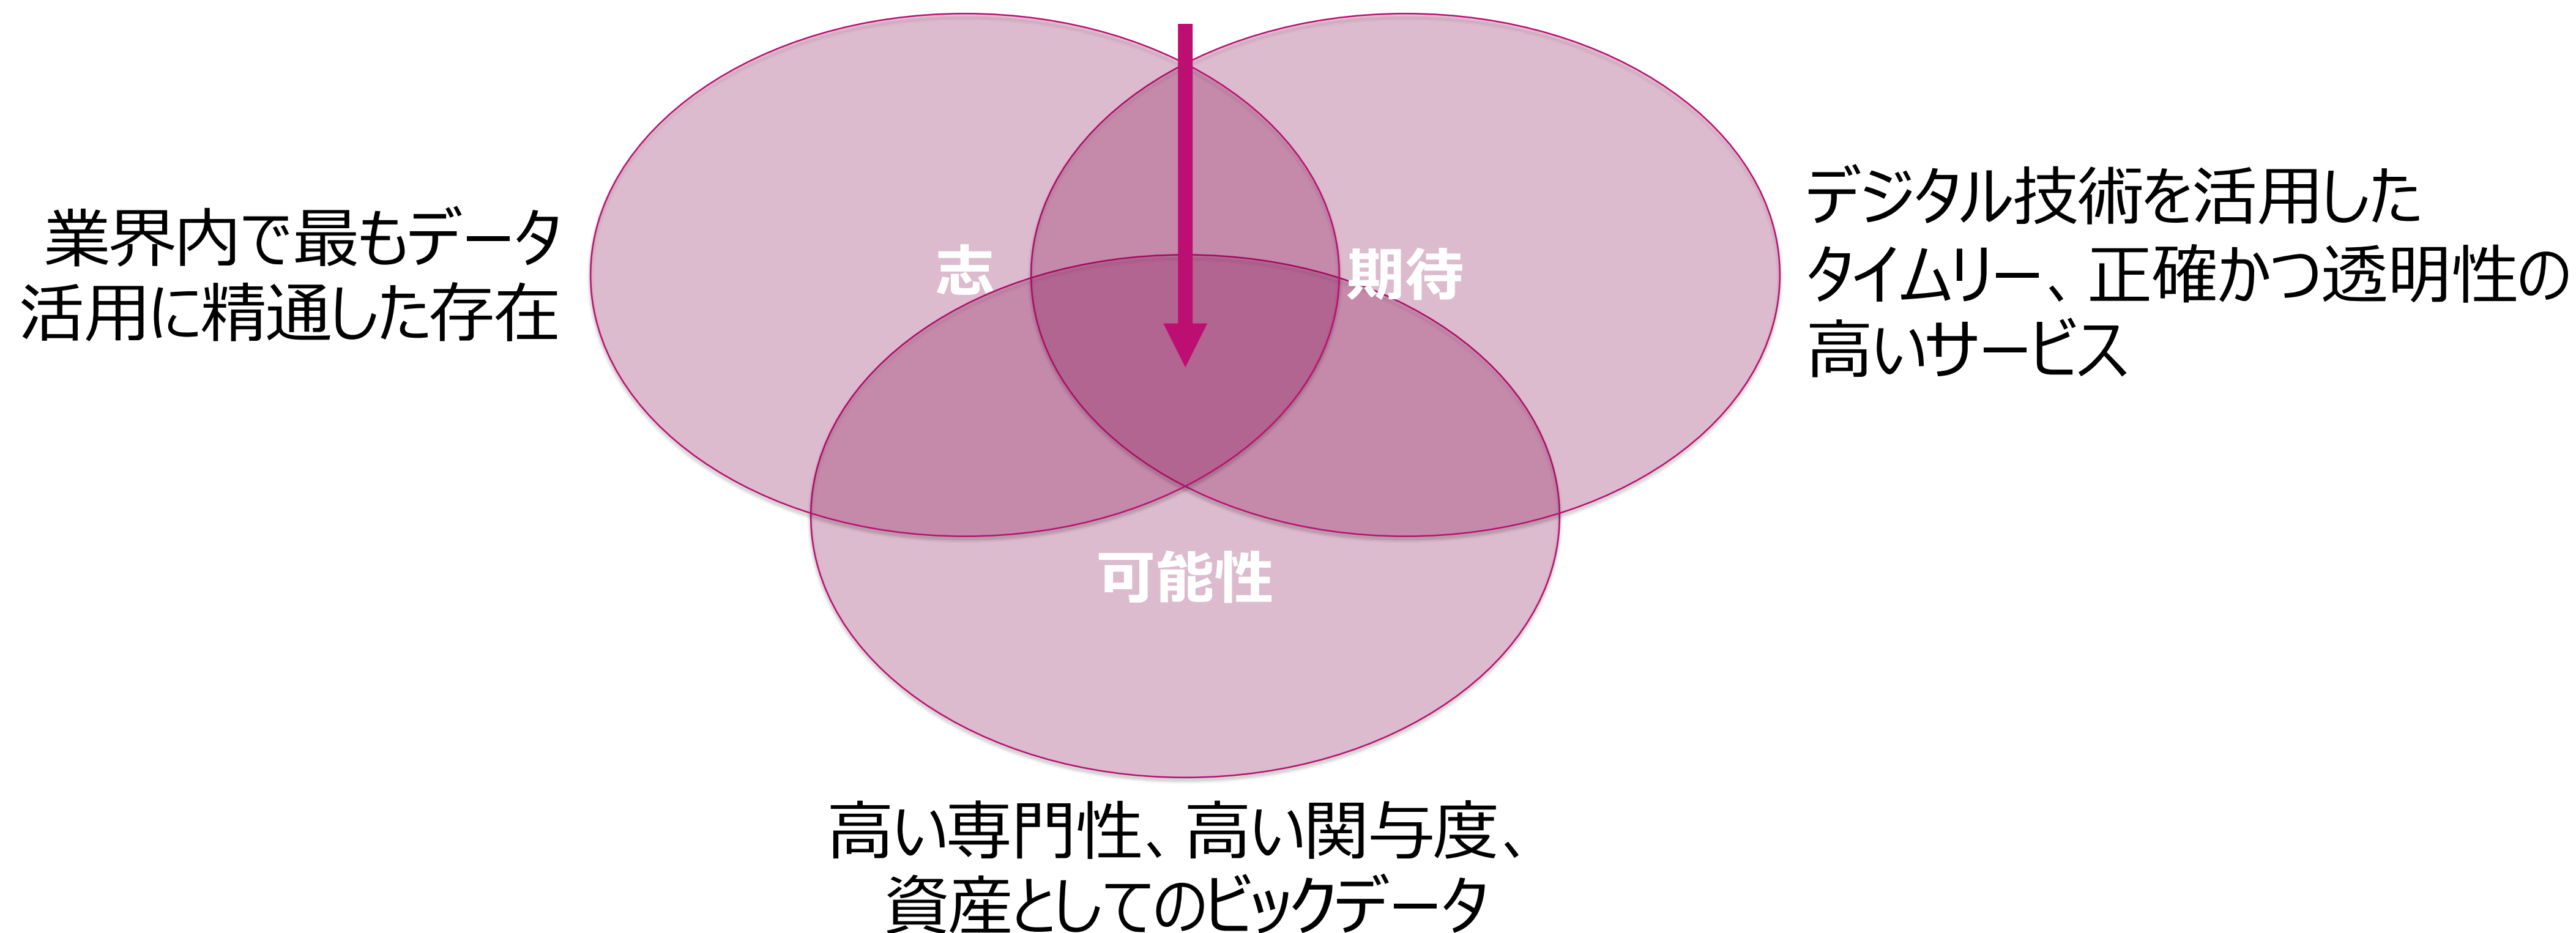 業界内で最もデータ
活用に精通した存在
志
期待
デジタル技術を活用した
タイムリー、正確かつ透明性の
高いサービス
可能性
高い専門性、高い関与度、
資産としてのビックデータ